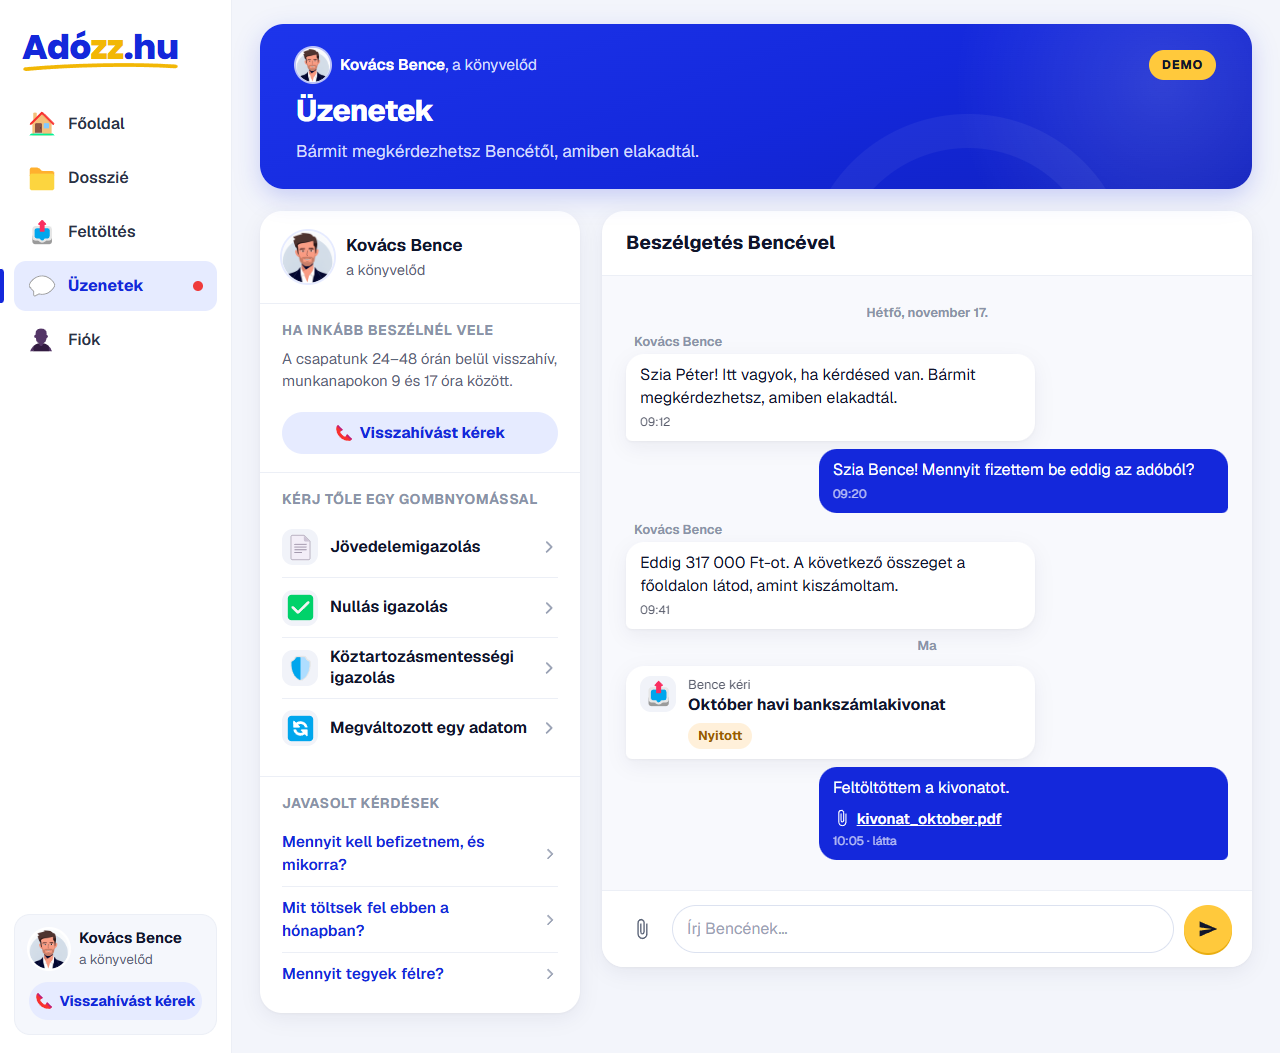 Adózz.hu
Főoldal
Dosszié
Feltöltés
Üzenetek
Fiók
Kovács Bence
a könyvelőd
Visszahívást kérek
Kovács Bence, a könyvelőd
DEMO
Üzenetek
Bármit megkérdezhetsz Bencétől, amiben elakadtál.
Kovács Bence
a könyvelőd
HA INKÁBB BESZÉLNÉL VELE
A csapatunk 24–48 órán belül visszahív,
munkanapokon 9 és 17 óra között.
Visszahívást kérek
KÉRJ TŐLE EGY GOMBNYOMÁSSAL
Jövedelemigazolás
Nullás igazolás
Köztartozásmentességi
igazolás
Megváltozott egy adatom
JAVASOLT KÉRDÉSEK
Mennyit kell befizetnem, és
mikorra?
Mit töltsek fel ebben a
hónapban?
Mennyit tegyek félre?
Beszélgetés Bencével
Hétfő, november 17.
Kovács Bence
Szia Péter! Itt vagyok, ha kérdésed van. Bármit
megkérdezhetsz, amiben elakadtál.
09:12
Szia Bence! Mennyit fizettem be eddig az adóból?
09:20
Kovács Bence
Eddig 317 000 Ft-ot. A következő összeget a
főoldalon látod, amint kiszámoltam.
09:41
Ma
Bence kéri
Október havi bankszámlakivonat
Nyitott
Feltöltöttem a kivonatot.
kivonat_oktober.pdf
10:05 · látta
Írj Bencének...